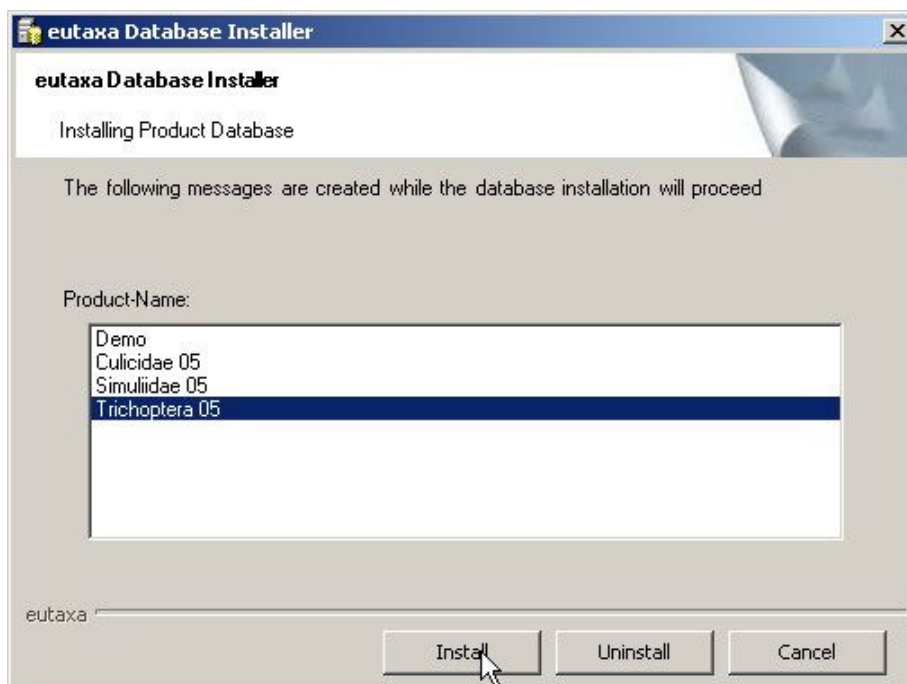 eutaxa Database Installer
eutaxa Database Installer
Installing Product Database
The following messages are created while the database installation will proceed
Product-Name:
Demo
Culicidae 05
Simuliidae 05
Trichoptera 05
eutaxa
Install Uninstall Cancel